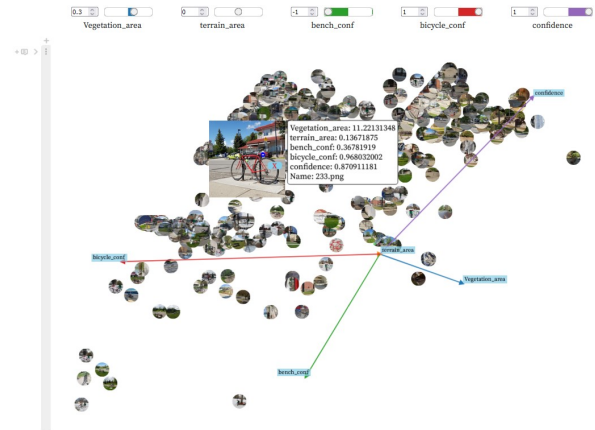 0.3 0 -1 1 1
Vegetation_area terrain_area bench_conf bicycle_conf confidence
confidence
Vegetation_area: 11.22131348
terrain_area: 0.13671875
bench_conf: 0.36781919
bicycle_conf: 0.968032002
confidence: 0.870911181
Name: 233.png
terrain_area
bicycle_conf
Vegetation_area
bench_conf